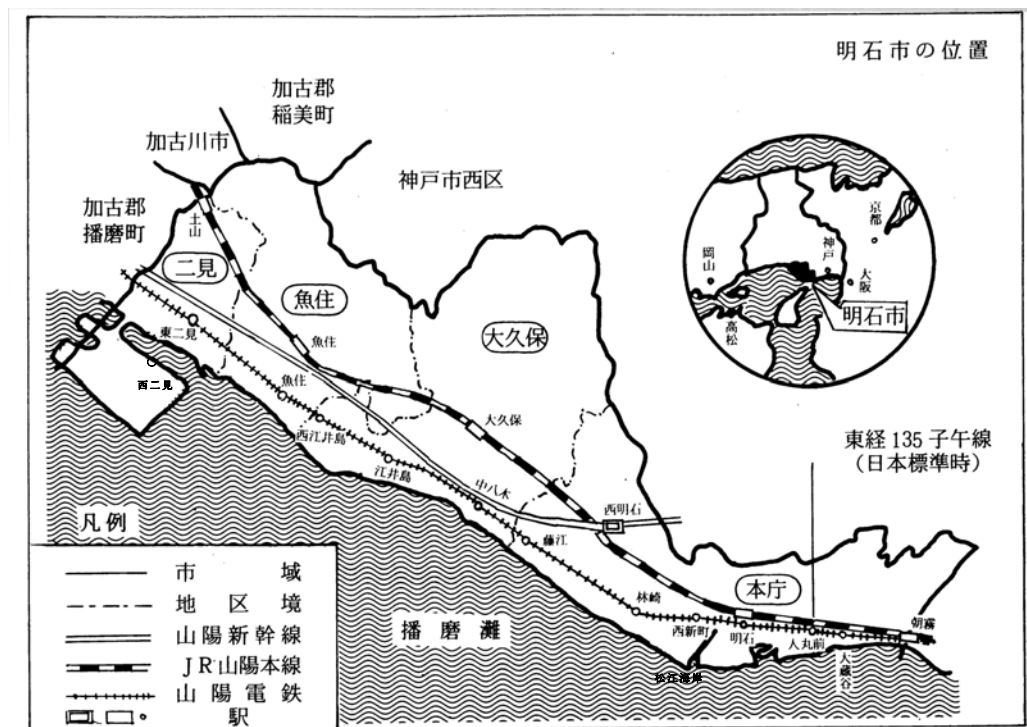 明石市の位置
加古郡
稲美町
加古川市
神戸市西区
加古郡
播磨町
土山
二見
魚住
大久保
京都
岡山
神戸
大阪
高松
明石市
東二見
西二見
魚住
魚住
西江井島
江井島
大久保
中八木
西明石
藤江
東経135子午線
(日本標準時)
林崎
西新町
明石
人丸前
大蔵谷
朝霧
本庁
松江海岸
播磨灘
凡例
市域
地区境
山陽新幹線
JR山陽本線
山陽電鉄
駅